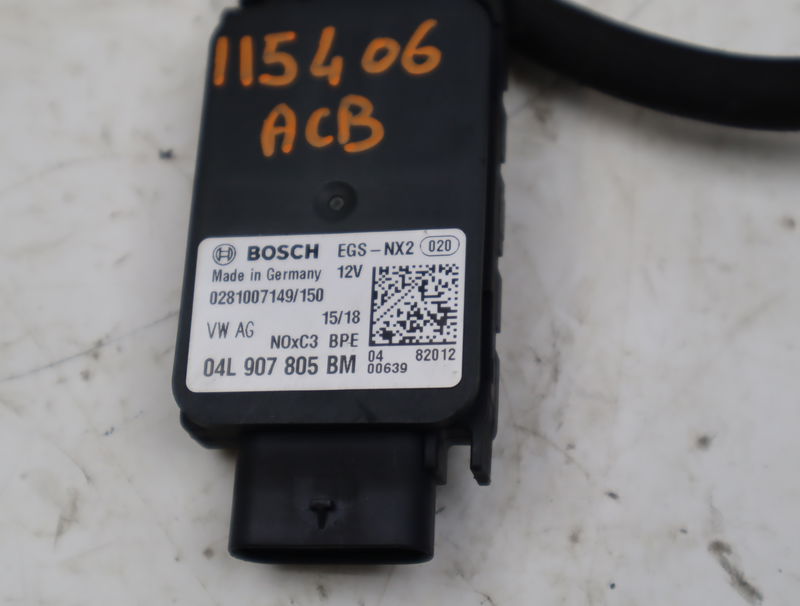 115406
ACB
BOSCH EGS-NX2 020
Made in Germany 12V
0281007149/150
15/18
VW AG NOxC3 BPE
04L 907 805 BM
04 82012
00639